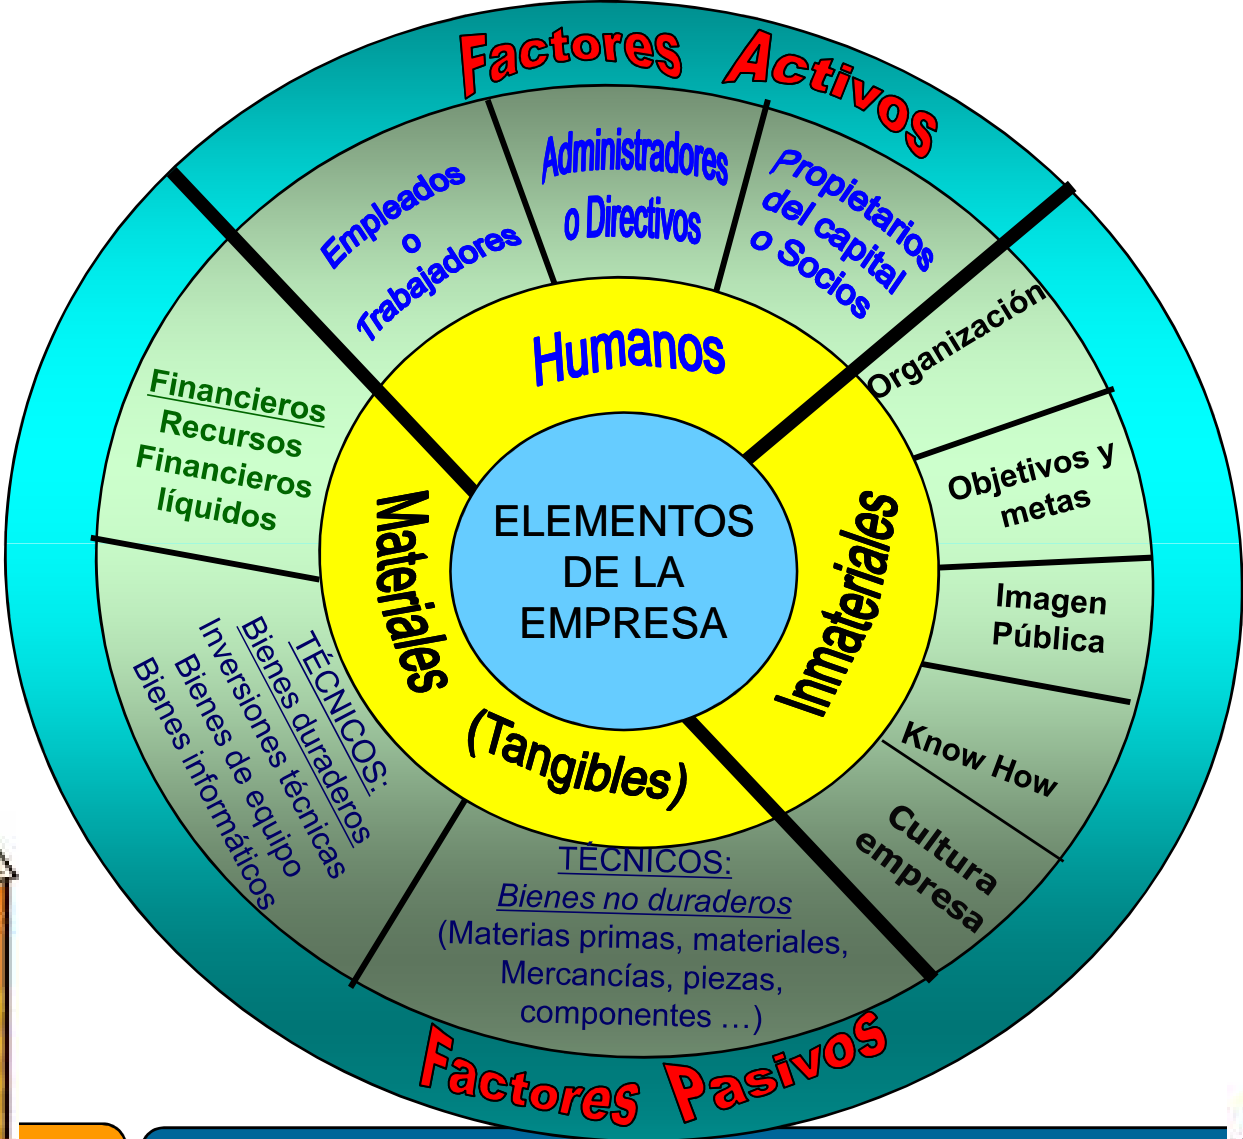 Factores Activos
Empleados
o
Trabajadores
Administradores
o Directivos
Propietarios
del capital
o Socios
Humanos
Organización
Objetivos y
metas
Imagen
Pública
Know How
Cultura
empresa
Inmateriales
ELEMENTOS
DE LA
EMPRESA
Materiales
(Tangibles)
Financieros
Recursos
Financieros
líquidos
TÉCNICOS:
Bienes duraderos
Inversiones técnicas
Bienes de equipo
Bienes informáticos
TÉCNICOS:
Bienes no duraderos
(Materias primas, materiales,
Mercancías, piezas,
componentes ...)
Factores Pasivos